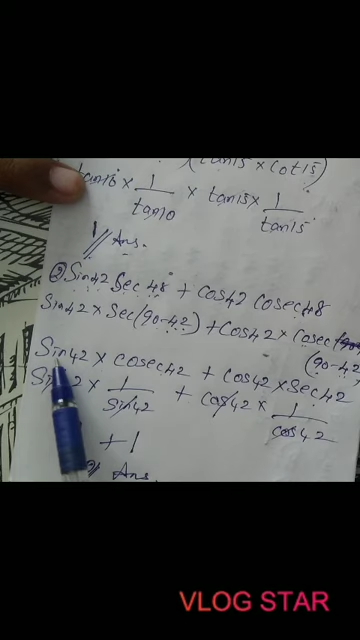 (tan15 × cot15)
tan10 × 1/tan10 × tan15 × 1/tan15
1 // Ans.
② Sin42 Sec48° + Cos42 Cosec48
Sin42 × Sec(90-42) + Cos42 × Cosec
(90-42
Sin42 × cosec42 + cos42 × Sec42
× 1/Sin42 + cos42 × 1/cos42
+ 1
Ans.
VLOG STAR